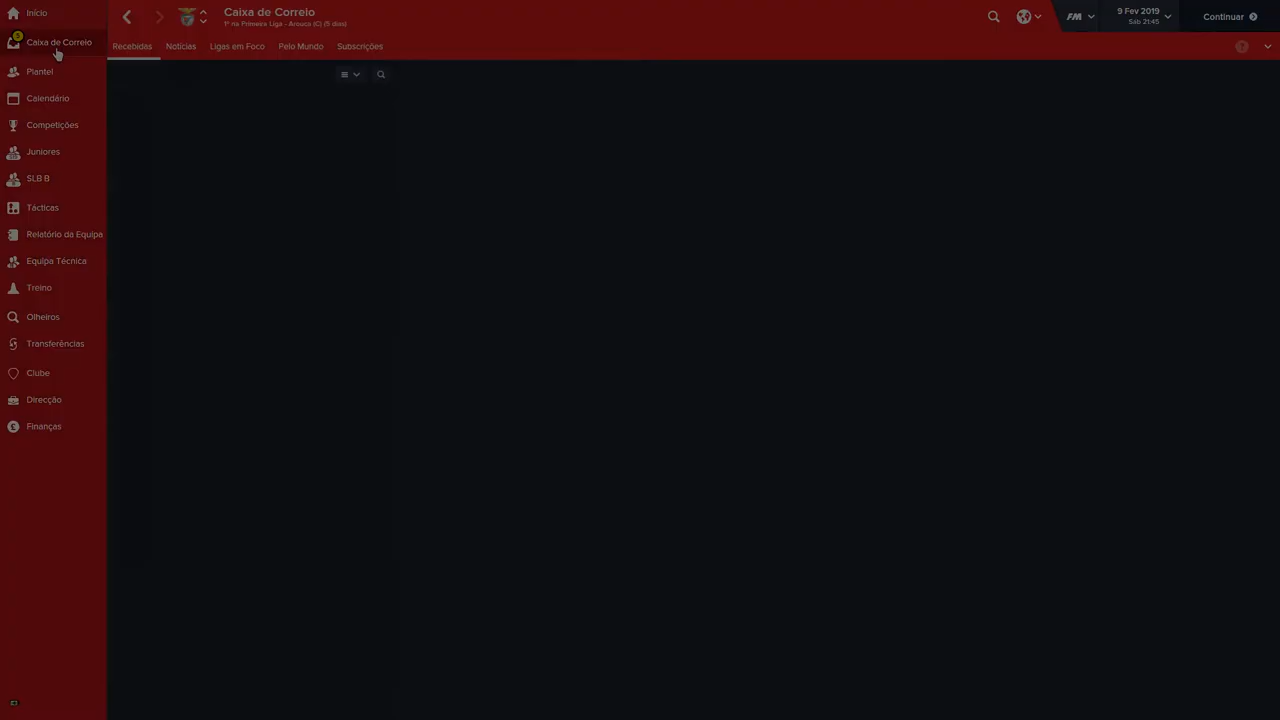 Início
Caixa de Correio
5
Plantel
Calendário
Competições
Juniores
SLB B
Tácticas
Relatório da Equipa
Equipa Técnica
Treino
Olheiros
Transferências
Clube
Direcção
Finanças
Caixa de Correio
1º na Primeira Liga - Arouca (C) (5 dias)
FM
9 Fev 2019
Sáb 21:45
Continuar
Recebidas Notícias Ligas em Foco Pelo Mundo Subscrições
?